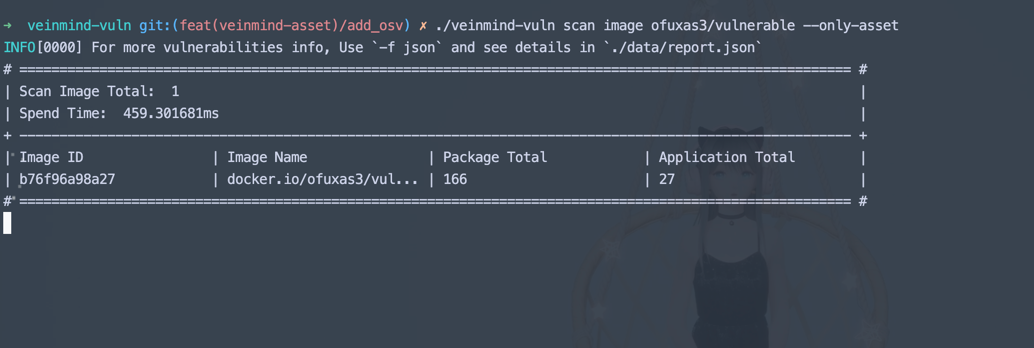 ➜  veinmind-vuln git:(feat(veinmind-asset)/add_osv) ✗ ./veinmind-vuln scan image ofuxas3/vulnerable --only-asset
INFO[0000] For more vulnerabilities info, Use `-f json` and see details in `./data/report.json`
# ======================================================================================================== #
| Scan Image Total:  1                                                                                     |
| Spend Time:  459.301681ms                                                                                |
+ -------------------------------------------------------------------------------------------------------- +
| Image ID                | Image Name               | Package Total            | Application Total        |
| b76f96a98a27            | docker.io/ofuxas3/vul... | 166                      | 27                       |
# ======================================================================================================== #